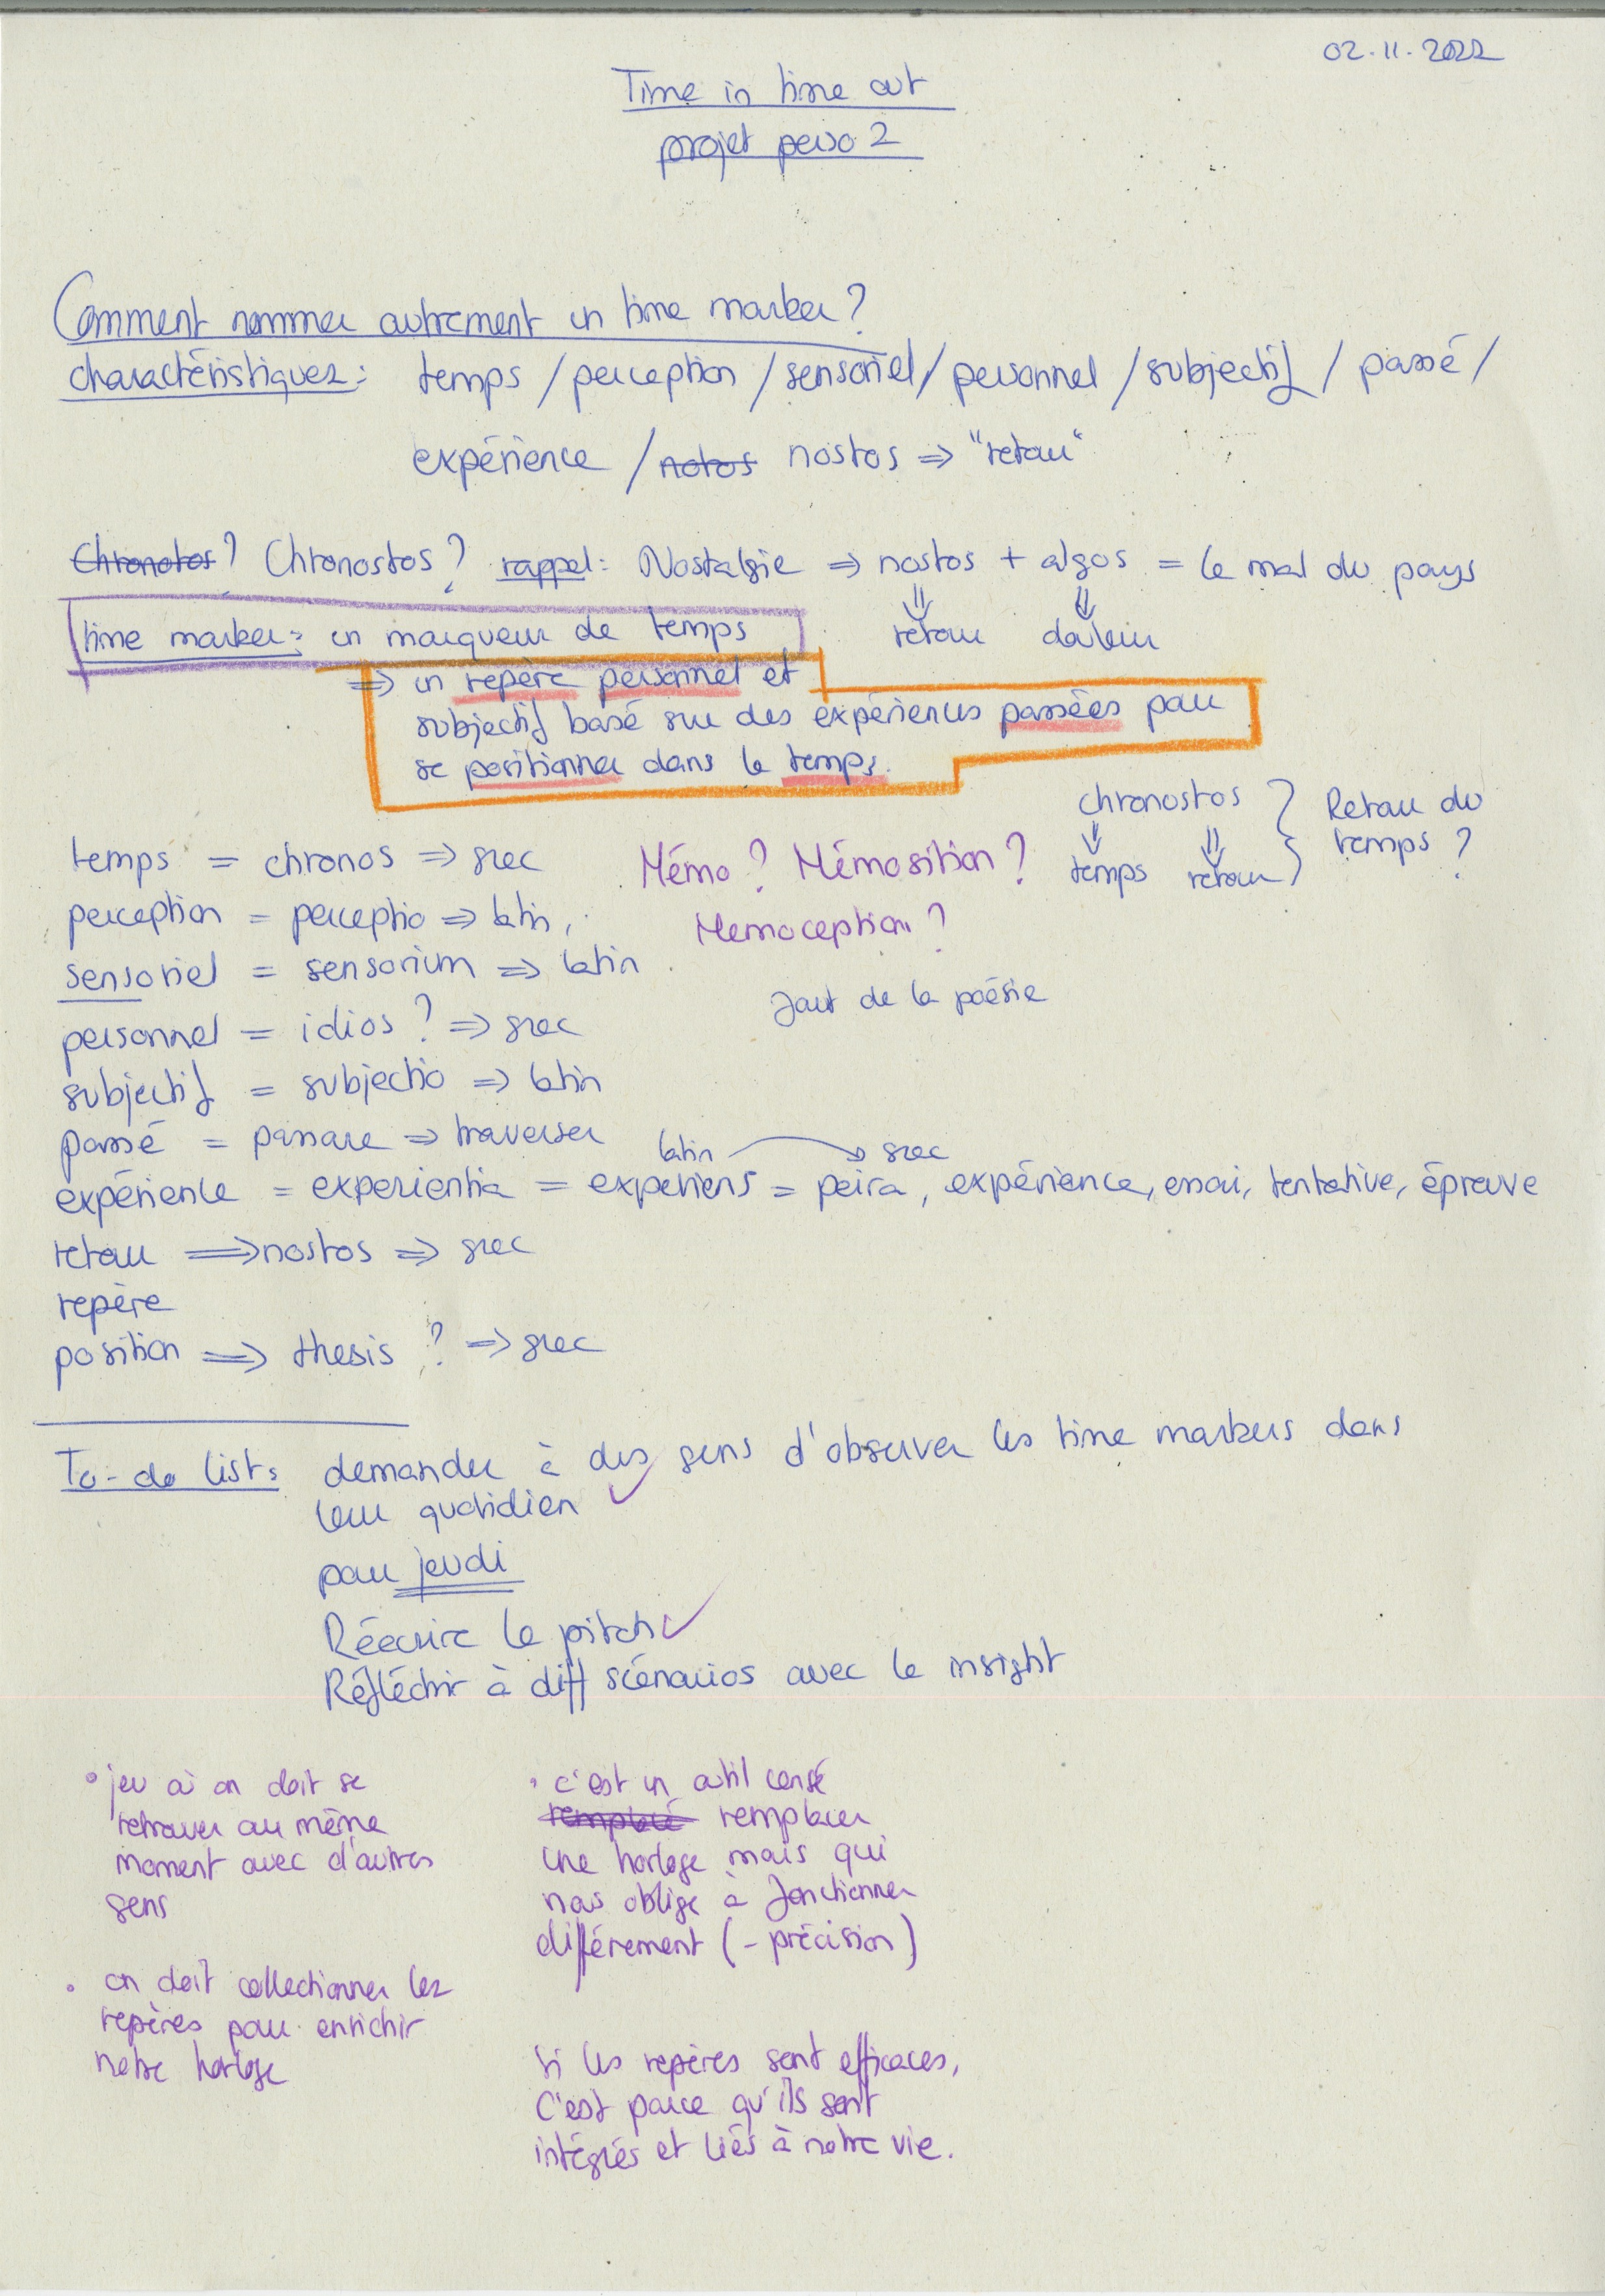 02.11.2022
Time in time out
projet perso 2
Comment nommer autrement un time marker?
charactéristiques: temps / perception / sensoriel / personnel / subjectif / passé /
expérience / notos nostos ⇒ "retour"
Chronotos? Chronostos? rappel: Nostalgie ⇒ nostos + algos = le mal du pays
⇓ ⇓
retour douleur
time marker: un marqueur de temps
⇒ un repère personnel et
subjectif basé sur des expériences passées pour
se positionner dans le temps.
chronostos } Retour du
⇓ ⇓ temps ?
temps retour
temps = chronos ⇒ grec
Mémo? Mémosition?
perception = perceptio ⇒ latin
Memoception?
sensoriel = sensorium ⇒ latin
faut de la poésie
personnel = idios ? ⇒ grec
subjectif = subjectio ⇒ latin
passé = passare ⇒ traverser
latin → grec
expérience = experientia = experiens = peira, expérience, essai, tentative, épreuve
retour ⇒ nostos ⇒ grec
repère
position ⇒ thesis ? ⇒ grec
To-do list: demander à des gens d'observer les time markers dans
leur quotidien ✓
pour jeudi
Réécrire le pitch ✓
Réfléchir à diff scénarios avec le insight
• jeu où on doit se
retrouver au même
moment avec d'autres
gens
• on doit collectionner les
repères pour enrichir
notre horloge
• c'est un outil censé
remplacé remplacer
une horloge mais qui
nous oblige à fonctionner
différement (- précision)
Si les repères sont efficaces,
C'est parce qu'ils sont
intégrés et liés à notre vie.